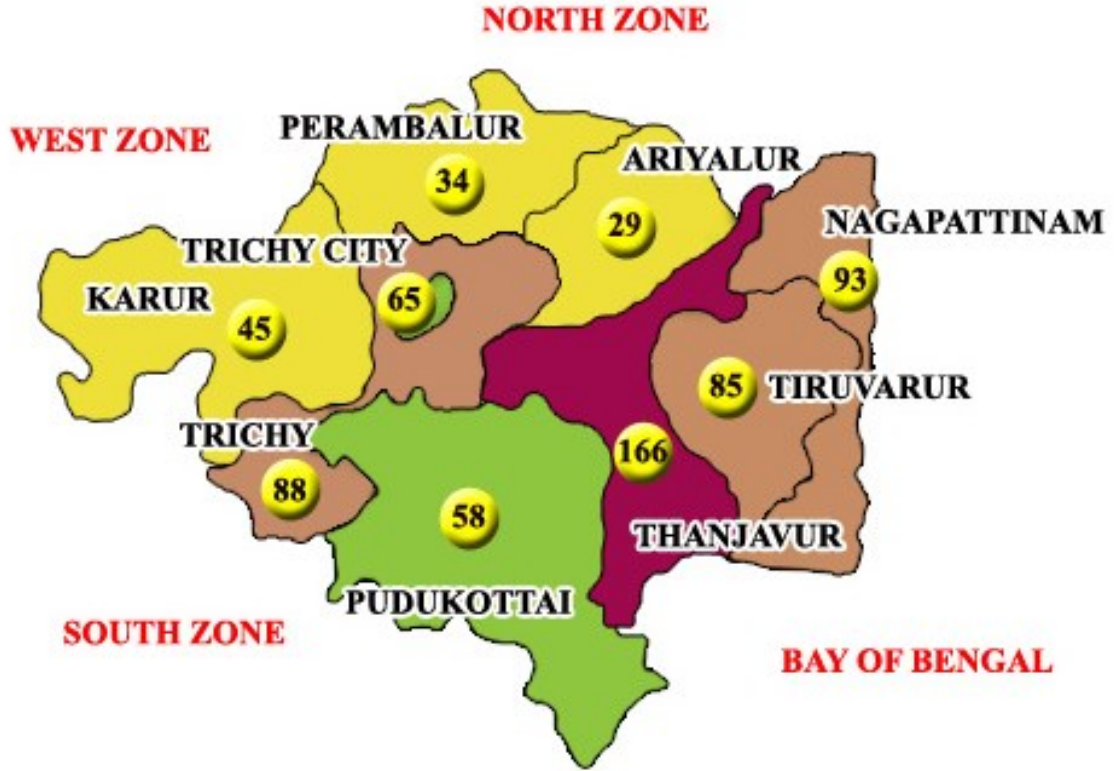 NORTH ZONE
WEST ZONE
PERAMBALUR
34
ARIYALUR
29
NAGAPATTINAM
93
TRICHY CITY
65
KARUR
45
85
TIRUVARUR
TRICHY
88
166
58
THANJAVUR
PUDUKOTTAI
SOUTH ZONE
BAY OF BENGAL